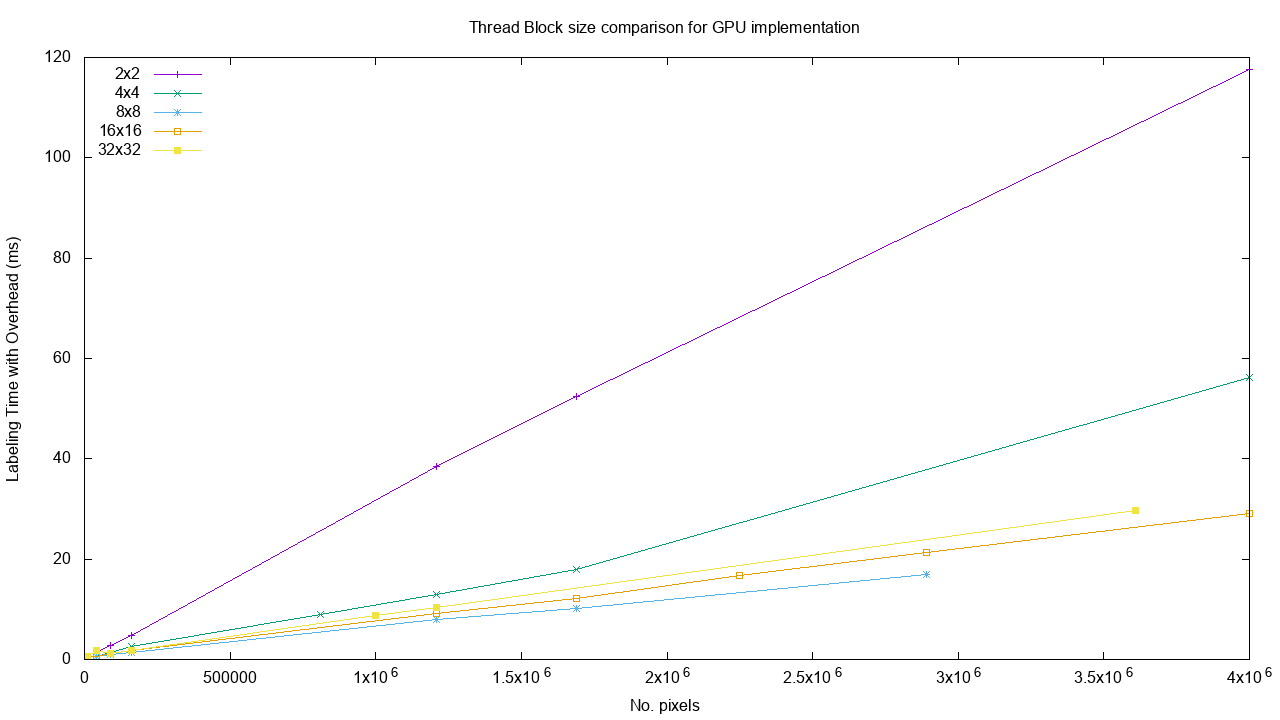 Thread Block size comparison for GPU implementation
120
100
80
60
40
20
0
2x2
4x4
8x8
16x16
32x32
Labeling Time with Overhead (ms)
0 500000 1x10^6 1.5x10^6 2x10^6 2.5x10^6 3x10^6 3.5x10^6 4x10^6
No. pixels